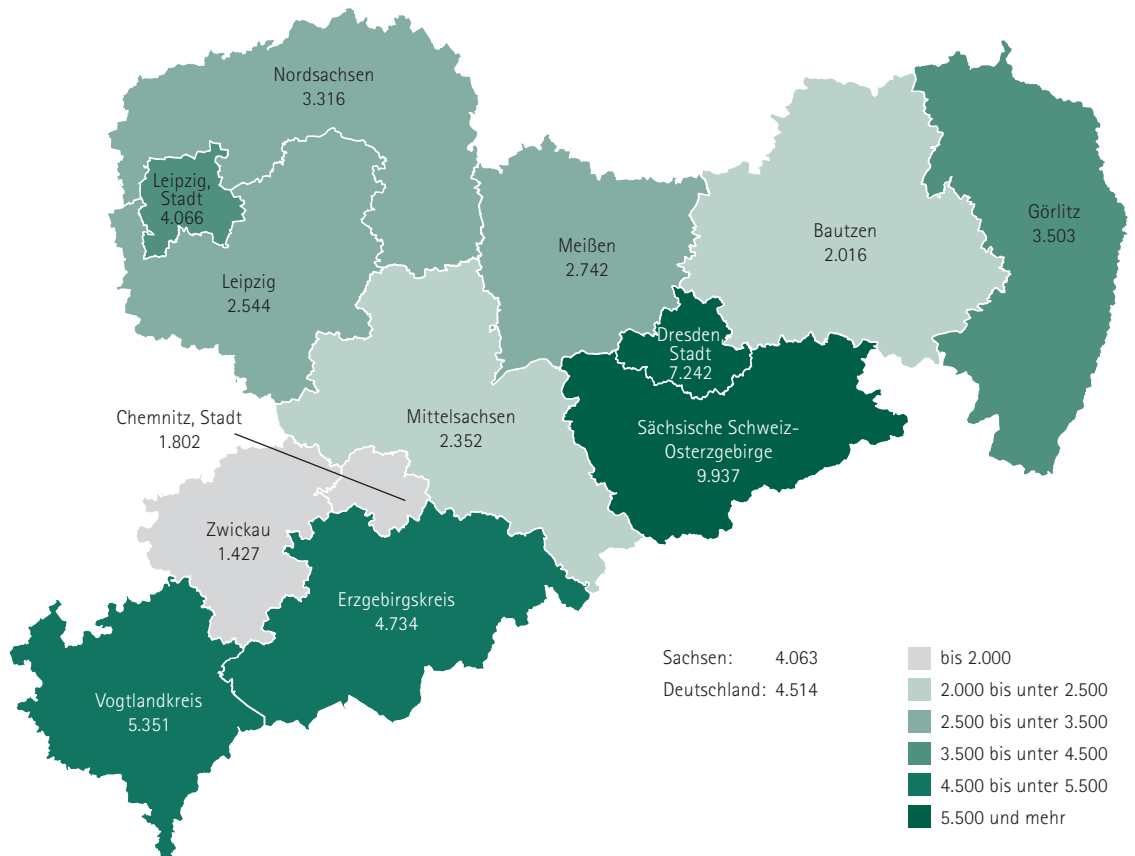 Nordsachsen
3.316
Leipzig,
Stadt
4.066
Leipzig
2.544
Meißen
2.742
Bautzen
2.016
Görlitz
3.503
Dresden,
Stadt
7.242
Chemnitz, Stadt
1.802
Mittelsachsen
2.352
Sächsische Schweiz-
Osterzgebirge
9.937
Zwickau
1.427
Erzgebirgskreis
4.734
Vogtlandkreis
5.351
Sachsen: 4.063
Deutschland: 4.514
bis 2.000
2.000 bis unter 2.500
2.500 bis unter 3.500
3.500 bis unter 4.500
4.500 bis unter 5.500
5.500 und mehr